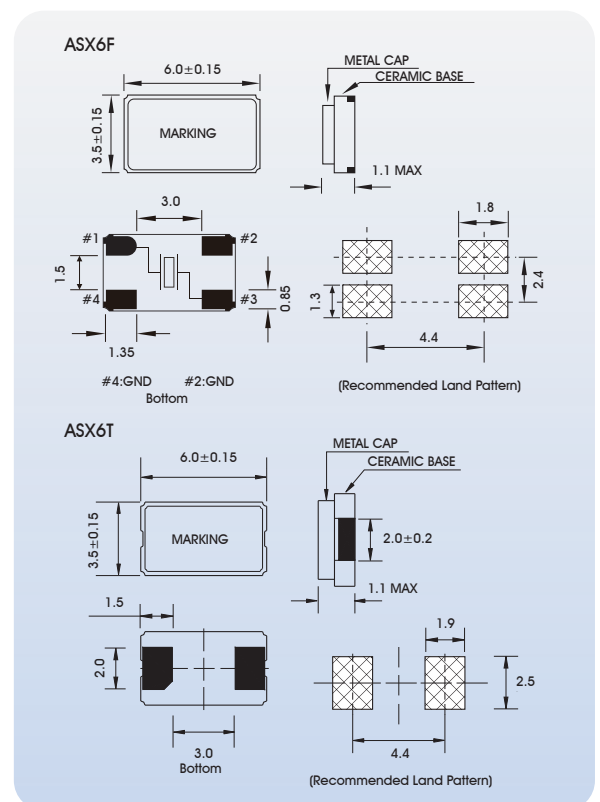 ASX6F
6.0±0.15
METAL CAP
CERAMIC BASE
3.5±0.15
MARKING
1.1 MAX
3.0
1.8
#1
#2
1.5
2.4
#4
#3
0.85
1.3
1.35
4.4
#4:GND #2:GND
Bottom
(Recommended Land Pattern)
ASX6T
6.0±0.15
METAL CAP
CERAMIC BASE
3.5±0.15
MARKING
2.0±0.2
1.1 MAX
1.5
1.9
2.0
2.5
3.0
Bottom
4.4
(Recommended Land Pattern)